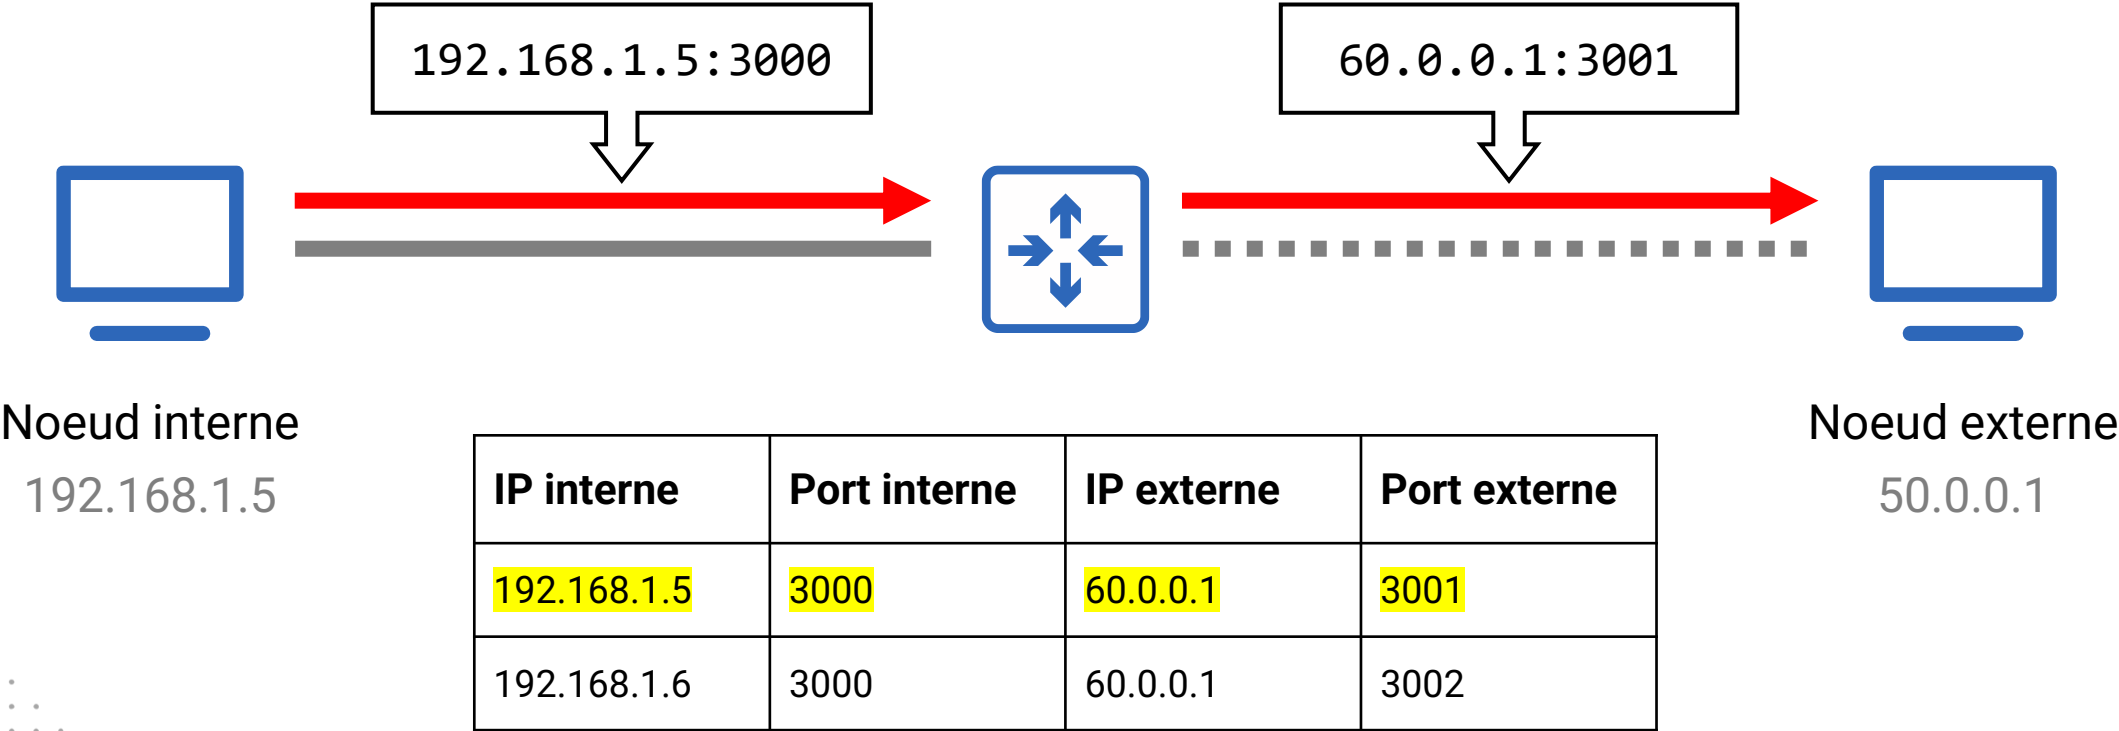 192.168.1.5:3000
60.0.0.1:3001
Noeud interne
192.168.1.5
Noeud externe
50.0.0.1
IP interne Port interne IP externe Port externe
192.168.1.5 3000 60.0.0.1 3001
192.168.1.6 3000 60.0.0.1 3002